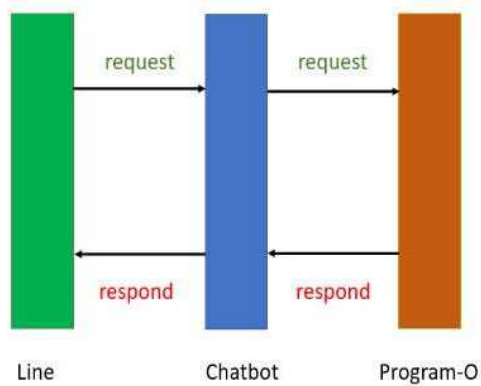 request request
respond respond
Line Chatbot Program-O